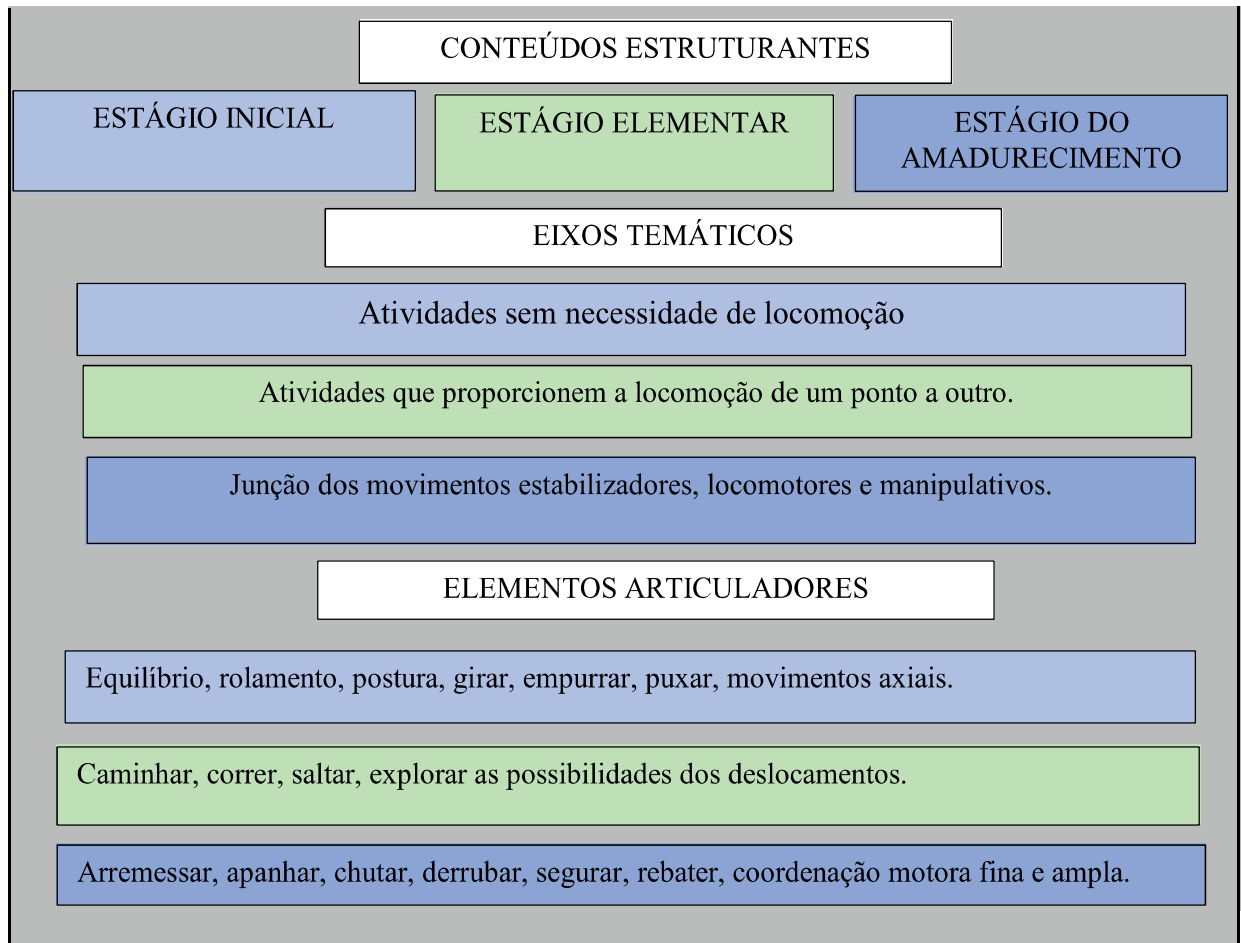 CONTEÚDOS ESTRUTURANTES
ESTÁGIO INICIAL
ESTÁGIO ELEMENTAR
ESTÁGIO DO
AMADURECIMENTO
EIXOS TEMÁTICOS
Atividades sem necessidade de locomoção
Atividades que proporcionem a locomoção de um ponto a outro.
Junção dos movimentos estabilizadores, locomotores e manipulativos.
ELEMENTOS ARTICULADORES
Equilíbrio, rolamento, postura, girar, empurrar, puxar, movimentos axiais.
Caminhar, correr, saltar, explorar as possibilidades dos deslocamentos.
Arremessar, apanhar, chutar, derrubar, segurar, rebater, coordenação motora fina e ampla.